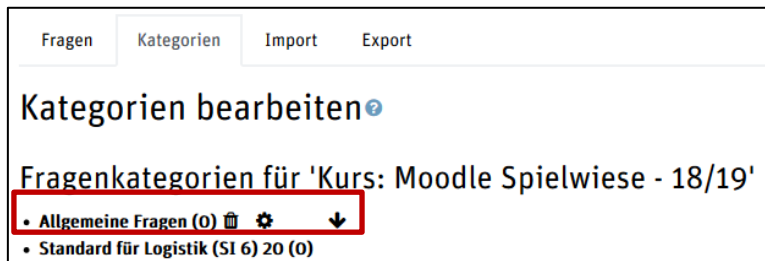 Fragen Kategorien Import Export
Kategorien bearbeiten
Fragenkategorien für 'Kurs: Moodle Spielwiese - 18/19'
• Allgemeine Fragen (0)
• Standard für Logistik (SI 6) 20 (0)